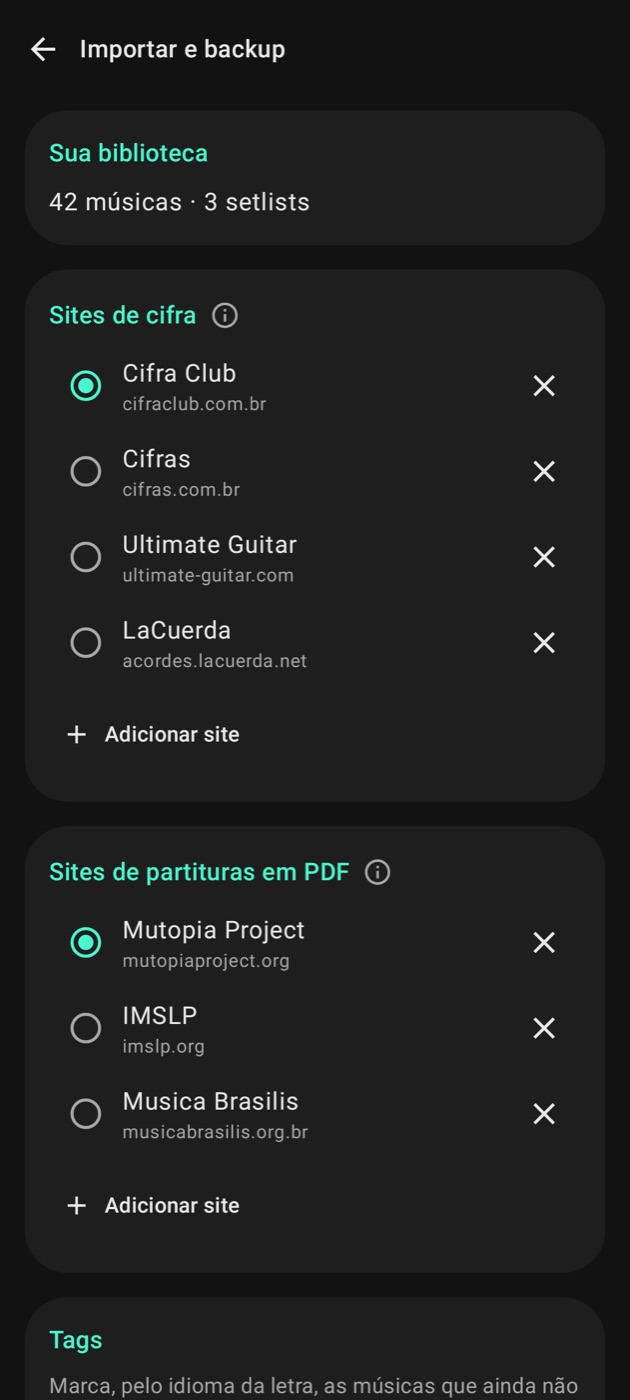 Importar e backup
Sua biblioteca
42 músicas · 3 setlists
Sites de cifra
Cifra Club
cifraclub.com.br
Cifras
cifras.com.br
Ultimate Guitar
ultimate-guitar.com
LaCuerda
acordes.lacuerda.net
Adicionar site
Sites de partituras em PDF
Mutopia Project
mutopiaproject.org
IMSLP
imslp.org
Musica Brasilis
musicabrasilis.org.br
Adicionar site
Tags
Marca, pelo idioma da letra, as músicas que ainda não